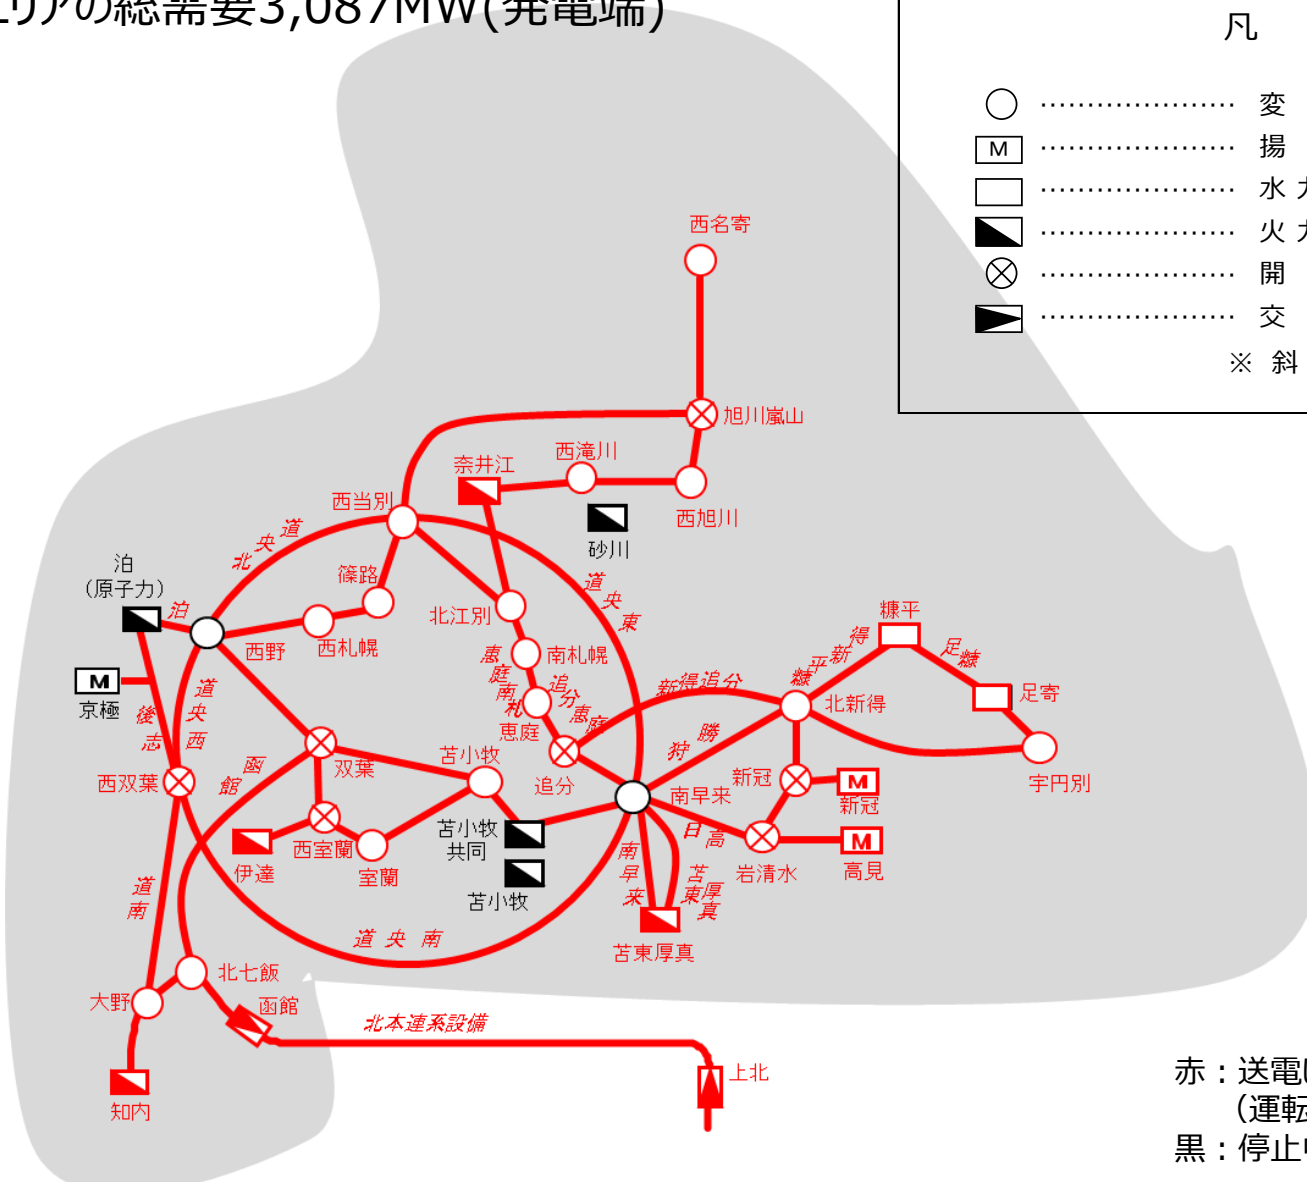 エリアの総需要3,087MW(発電端)
凡
………………… 変
M ………………… 揚
………………… 水 力
………………… 火 力
………………… 開
………………… 交
※ 斜
西名寄
旭川嵐山
西滝川
奈井江
西旭川
西当別
砂川
道央北
泊
(原子力)
泊
篠路
北江別
道央東
西野
西札幌
南札幌
糠平
M
京極
後志
道央西
恵庭南札
追分恵庭
恵庭
新得追分
糠平新得
足糠
足寄
北新得
西双葉
函館
双葉
苫小牧
追分
狩勝
南早来
新冠
M
新冠
宇円別
苫小牧
共同
伊達
西室蘭
室蘭
日高
岩清水
M
高見
苫小牧
南早来
苫東厚真
道南
道央南
苫東厚真
北七飯
大野
函館
北本連系設備
上北
知内
赤:送電
(運転
黒:停止